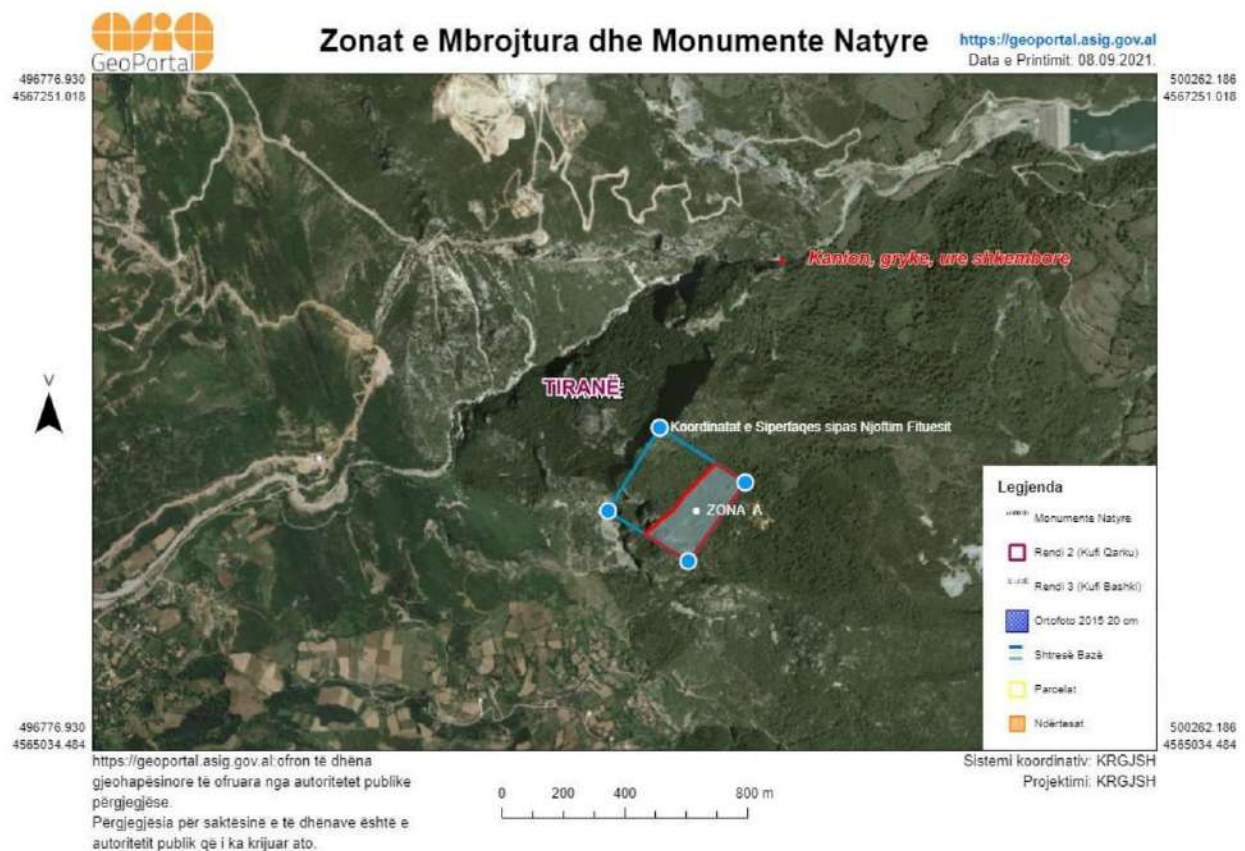 asig
GeoPortal
Zonat e Mbrojtura dhe Monumente Natyre
https://geoportal.asig.gov.al
Data e Printimit: 08.09.2021.
496776.930
4567251.018
500262.186
4567251.018
Kanion, gryke, ure shkembore
TIRANË
V
Koordinatat e Siperfaqes sipas Njoftim Fituesit
ZONA A
Legjenda
Monumente Natyre
Rendi 2 (Kufi Qarku)
Rendi 3 (Kufi Bashki)
Ortofoto 2015 20 cm
Shtresë Bazë
Parcelat
Ndërtesat
496776.930
4565034.484
500262.186
4565034.484
https://geoportal.asig.gov.al:ofron të dhëna
gjeohapësinore të ofruara nga autoritetet publike
përgjegjëse.
Përgjegjësia për saktësinë e të dhënave është e
autoritetit publik që i ka krijuar ato.
0 200 400 800 m
Sistemi koordinativ: KRGJSH
Projektimi: KRGJSH